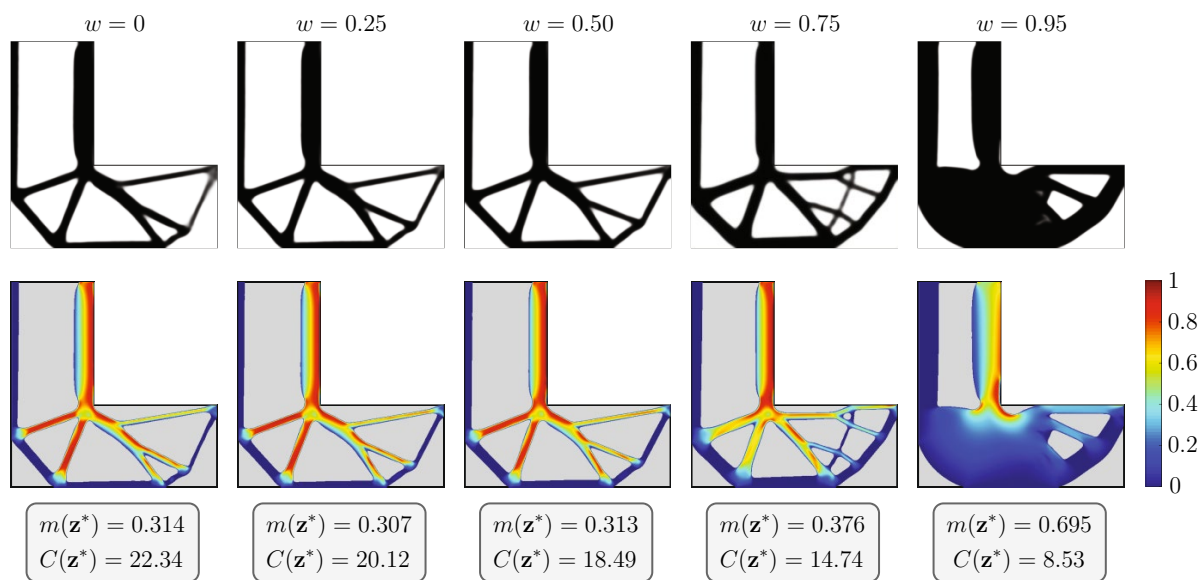 w = 0
w = 0.25
w = 0.50
w = 0.75
w = 0.95
1
0.8
0.6
0.4
0.2
0
m(z*) = 0.314
C(z*) = 22.34
m(z*) = 0.307
C(z*) = 20.12
m(z*) = 0.313
C(z*) = 18.49
m(z*) = 0.376
C(z*) = 14.74
m(z*) = 0.695
C(z*) = 8.53